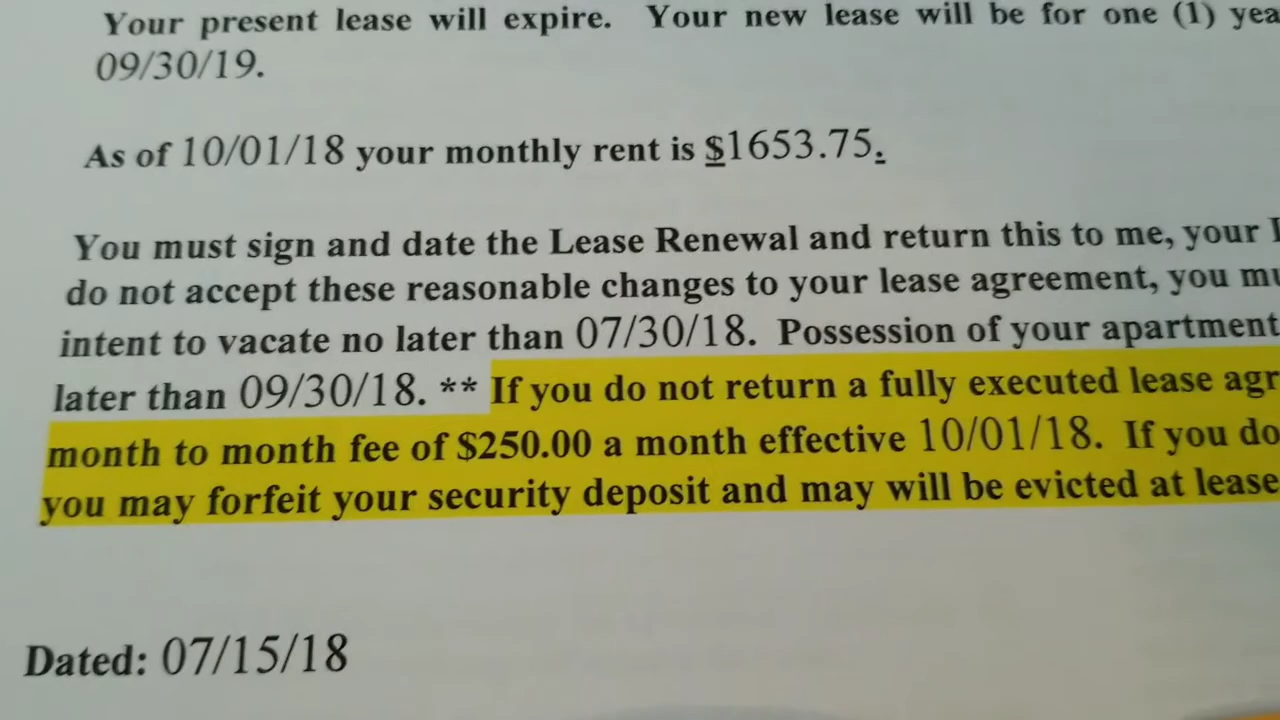 Your present lease will expire. Your new lease will be for one (1)
09/30/19.
As of 10/01/18 your monthly rent is $1653.75.
You must sign and date the Lease Renewal and return this to me, your
do not accept these reasonable changes to your lease agreement, you
intent to vacate no later than 07/30/18. Possession of your apartment
later than 09/30/18. ** If you do not return a fully executed lease
month to month fee of $250.00 a month effective 10/01/18. If you do
you may forfeit your security deposit and may will be evicted at lease
Dated: 07/15/18